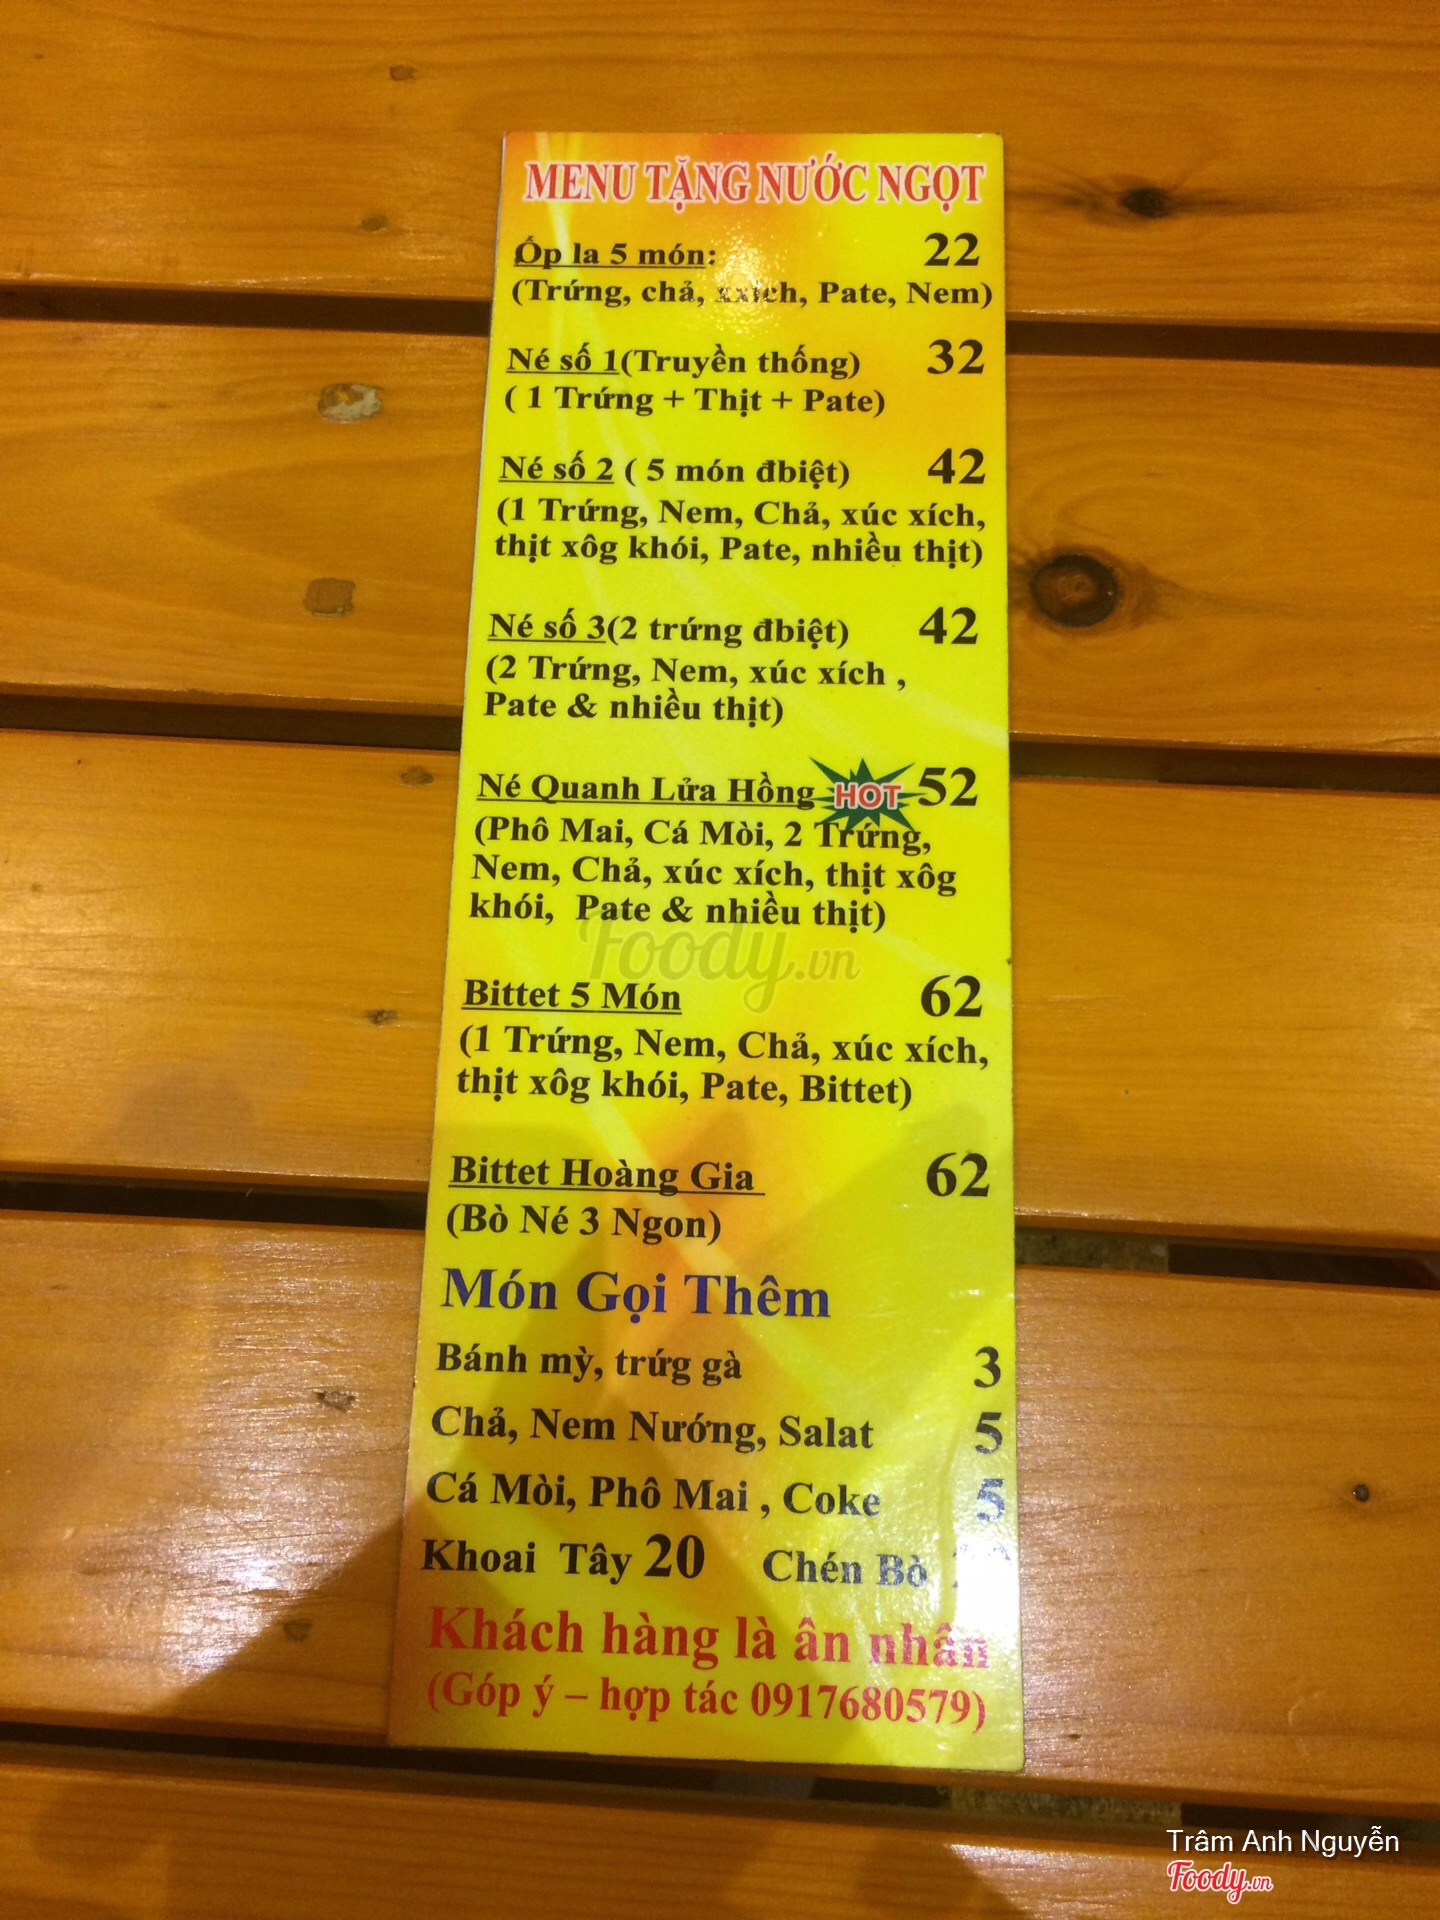 MENU TẶNG NƯỚC NGỌT
Ốp la 5 món: 22
(Trứng, chả, xxich, Pate, Nem)
Né số 1(Truyền thống) 32
( 1 Trứng + Thịt + Pate)
Né số 2 ( 5 món đbiệt) 42
(1 Trứng, Nem, Chả, xúc xích,
thịt xôg khói, Pate, nhiều thịt)
Né số 3(2 trứng đbiệt) 42
(2 Trứng, Nem, xúc xích ,
Pate & nhiều thịt)
Né Quanh Lửa Hồng HOT 52
(Phô Mai, Cá Mòi, 2 Trứng,
Nem, Chả, xúc xích, thịt xôg
khói, Pate & nhiều thịt)
Foody.vn
Bittet 5 Món 62
(1 Trứng, Nem, Chả, xúc xích,
thịt xôg khói, Pate, Bittet)
Bittet Hoàng Gia 62
(Bò Né 3 Ngon)
Món Gọi Thêm
Bánh mỳ, trứg gà 3
Chả, Nem Nướng, Salat 5
Cá Mòi, Phô Mai , Coke 5
Khoai Tây 20 Chén Bò
Khách hàng là ân nhân
(Góp ý – hợp tác 0917680579)
Trâm Anh Nguyễn
Foody.vn